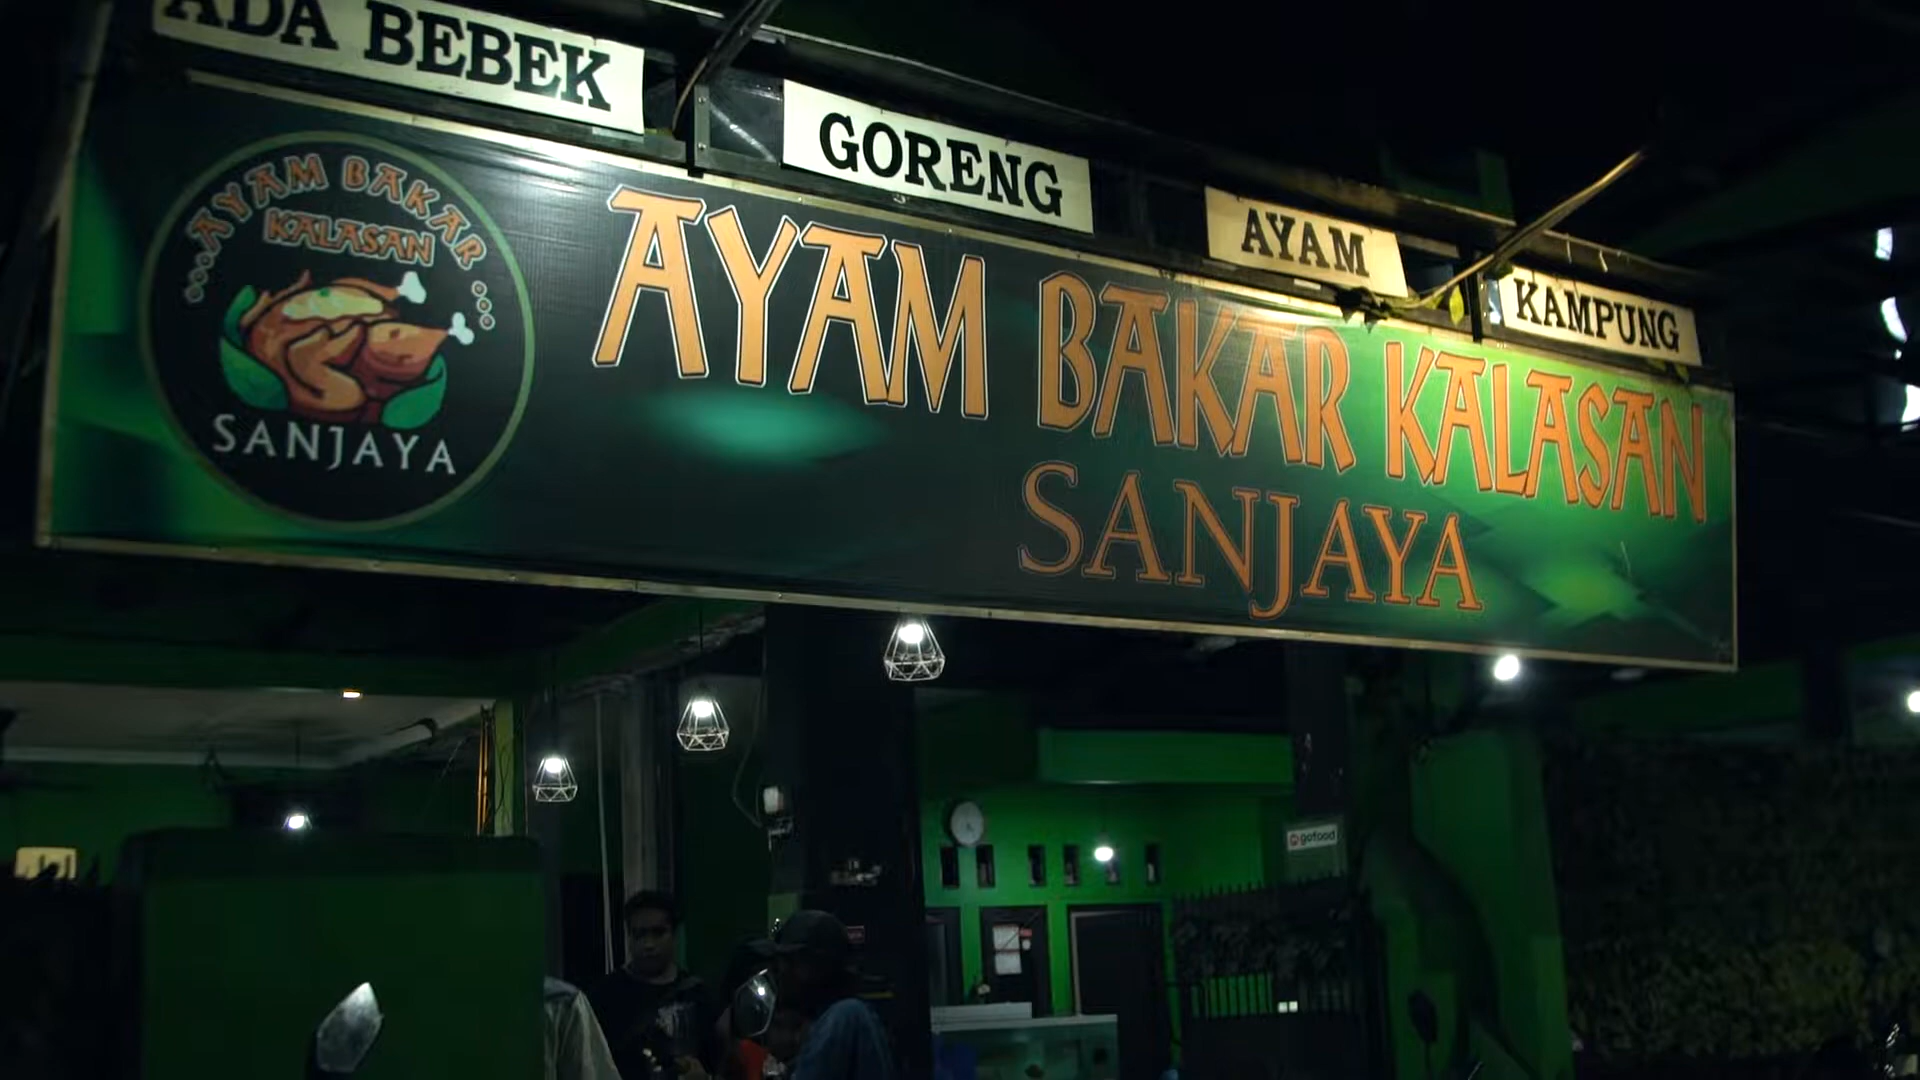 ADA BEBEK
GORENG
AYAM
KAMPUNG
AYAM BAKAR
KALASAN
SANJAYA
AYAM BAKAR KALASAN
SANJAYA
gofood